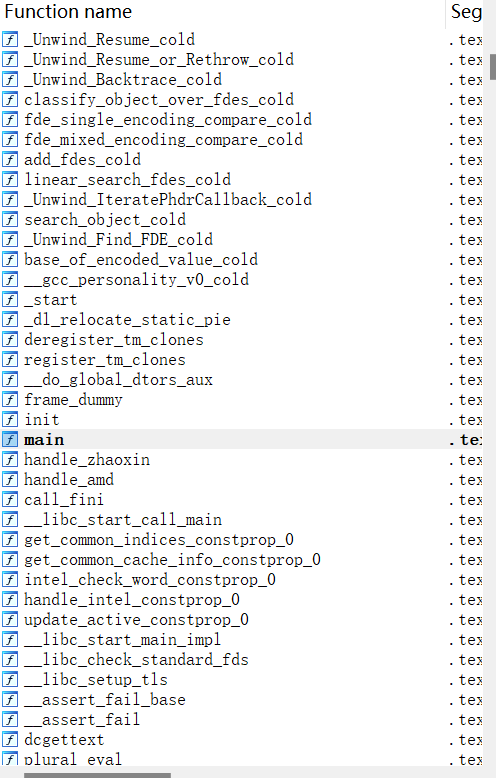 Function name Seg
f _Unwind_Resume_cold .tex
f _Unwind_Resume_or_Rethrow_cold .tex
f _Unwind_Backtrace_cold .tex
f classify_object_over_fdes_cold .tex
f fde_single_encoding_compare_cold .tex
f fde_mixed_encoding_compare_cold .tex
f add_fdes_cold .tex
f linear_search_fdes_cold .tex
f _Unwind_IteratePhdrCallback_cold .tex
f search_object_cold .tex
f _Unwind_Find_FDE_cold .tex
f base_of_encoded_value_cold .tex
f __gcc_personality_v0_cold .tex
f _start .tex
f _dl_relocate_static_pie .tex
f deregister_tm_clones .tex
f register_tm_clones .tex
f __do_global_dtors_aux .tex
f frame_dummy .tex
f init .tex
f main .tex
f handle_zhaoxin .tex
f handle_amd .tex
f call_fini .tex
f __libc_start_call_main .tex
f get_common_indices_constprop_0 .tex
f get_common_cache_info_constprop_0 .tex
f intel_check_word_constprop_0 .tex
f handle_intel_constprop_0 .tex
f update_active_constprop_0 .tex
f __libc_start_main_impl .tex
f __libc_check_standard_fds .tex
f __libc_setup_tls .tex
f __assert_fail_base .tex
f __assert_fail .tex
f dcgettext .tex
f plural_eval .tex